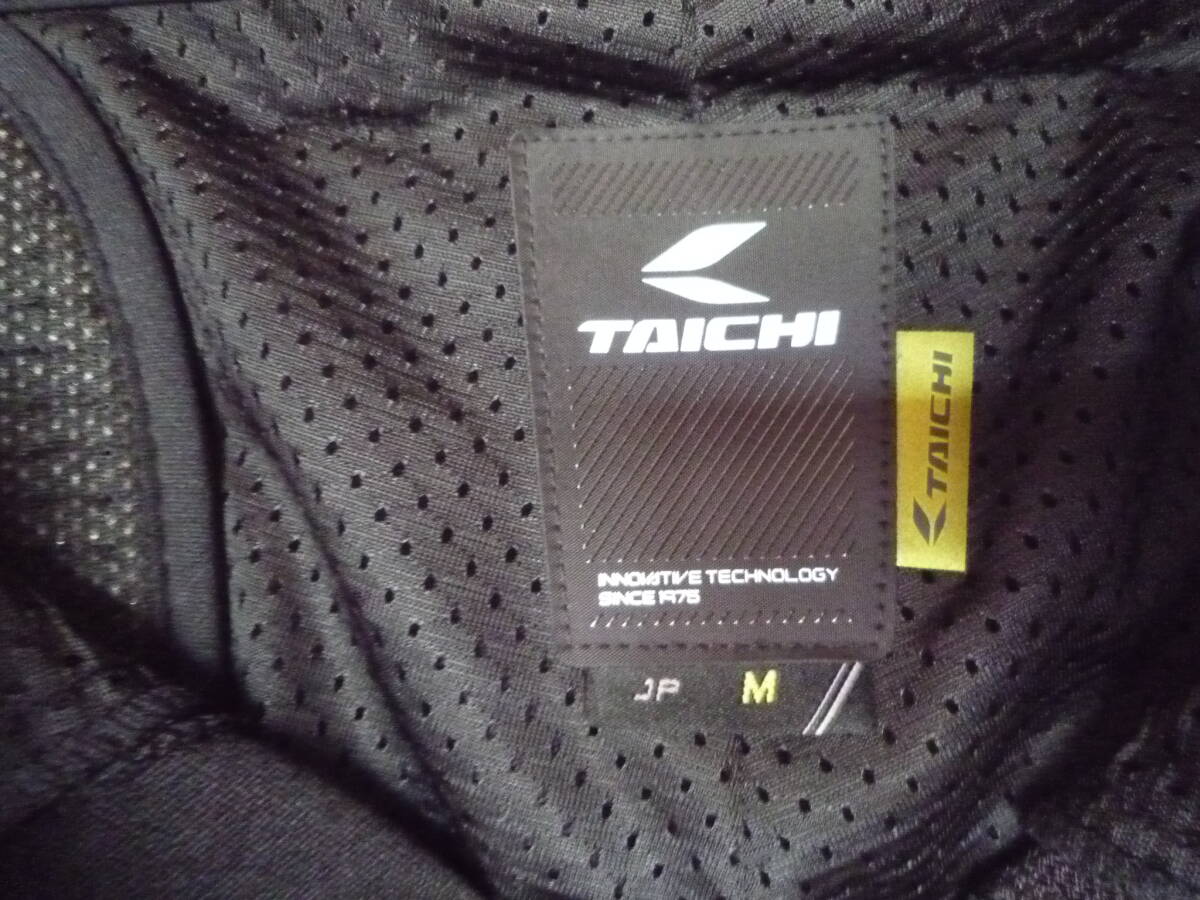 TAICHI
INNOVATIVE TECHNOLOGY
SINCE 1975
JP M
TAICHI